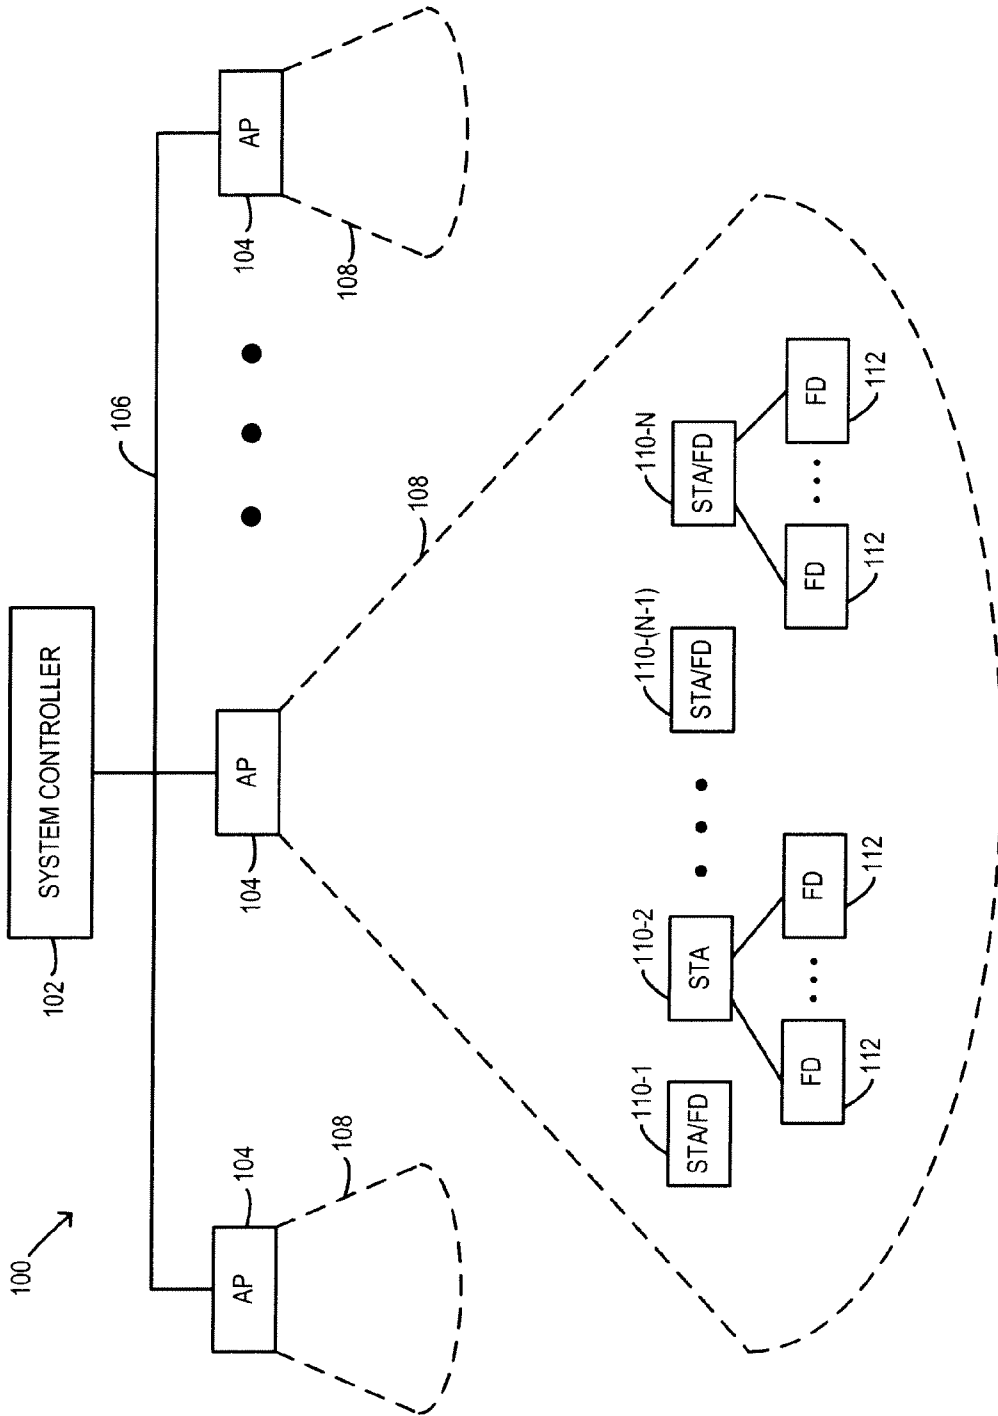 100
SYSTEM CONTROLLER
102
106
AP
104
108
AP
104
108
AP
104
108
110-1
STA/FD
110-2
STA
FD
112
FD
112
110-(N-1)
STA/FD
110-N
STA/FD
FD
112
FD
112